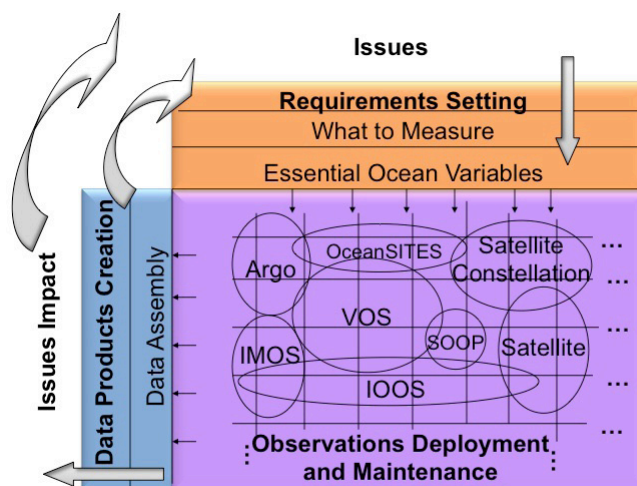 Issues
Requirements Setting
What to Measure
Essential Ocean Variables
Issues Impact
Data Products Creation
Data Assembly
Argo
OceanSITES
Satellite
Constellation
...
...
VOS
IMOS
SOOP
Satellite
...
IOOS
...
...
Observations Deployment
and Maintenance
...
...